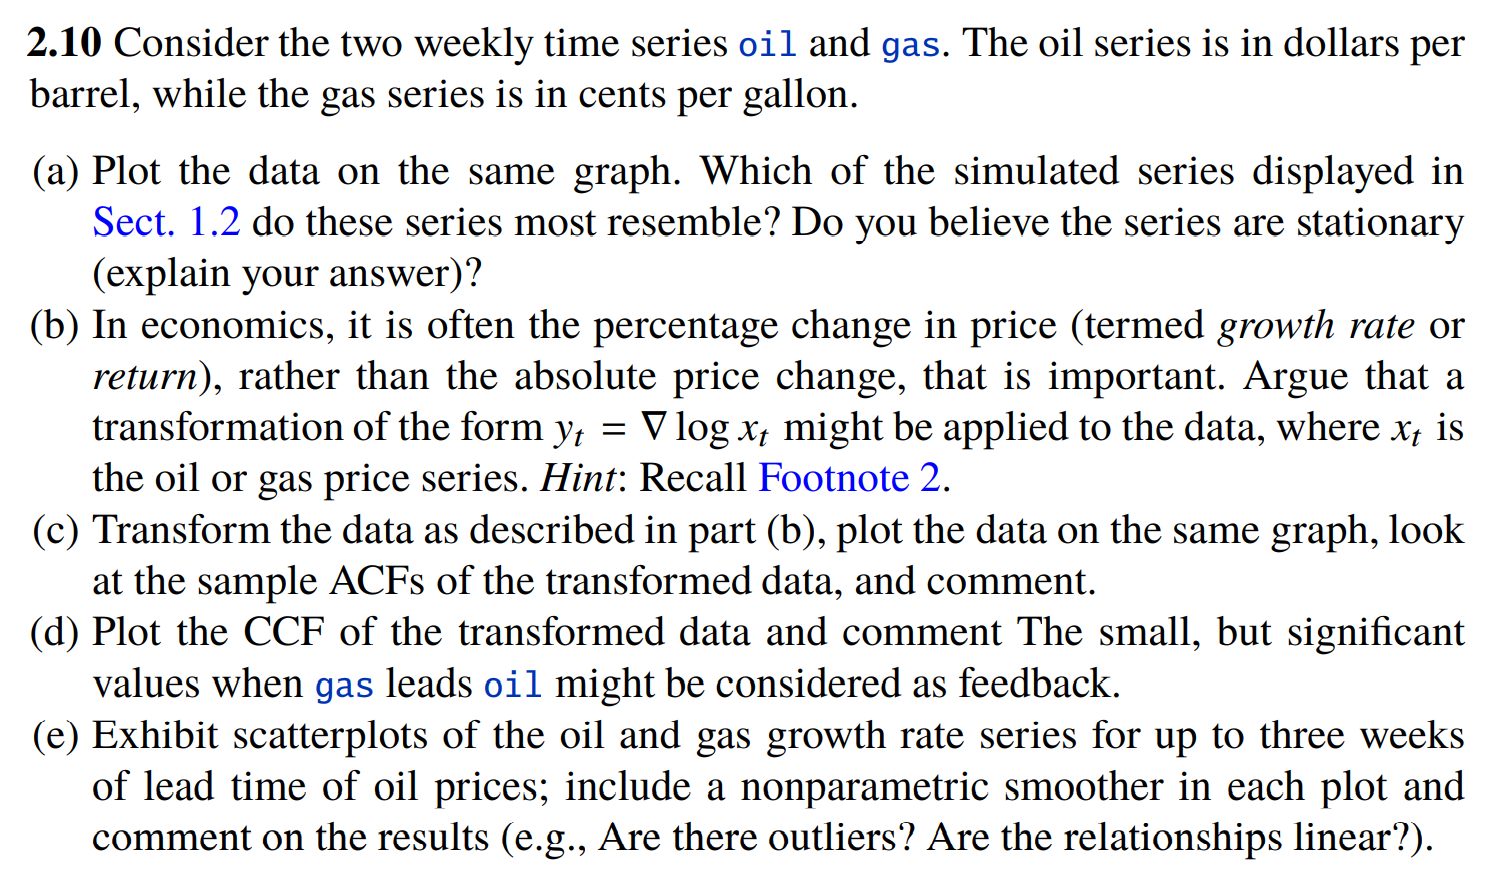 2.10 Consider the two weekly time series oil and gas. The oil series is in dollars per
barrel, while the gas series is in cents per gallon.
(a) Plot the data on the same graph. Which of the simulated series displayed in
Sect. 1.2 do these series most resemble? Do you believe the series are stationary
(explain your answer)?
(b) In economics, it is often the percentage change in price (termed growth rate or
return), rather than the absolute price change, that is important. Argue that a
transformation of the form yₜ = ∇ log xₜ might be applied to the data, where xₜ is
the oil or gas price series. Hint: Recall Footnote 2.
(c) Transform the data as described in part (b), plot the data on the same graph, look
at the sample ACFs of the transformed data, and comment.
(d) Plot the CCF of the transformed data and comment The small, but significant
values when gas leads oil might be considered as feedback.
(e) Exhibit scatterplots of the oil and gas growth rate series for up to three weeks
of lead time of oil prices; include a nonparametric smoother in each plot and
comment on the results (e.g., Are there outliers? Are the relationships linear?).